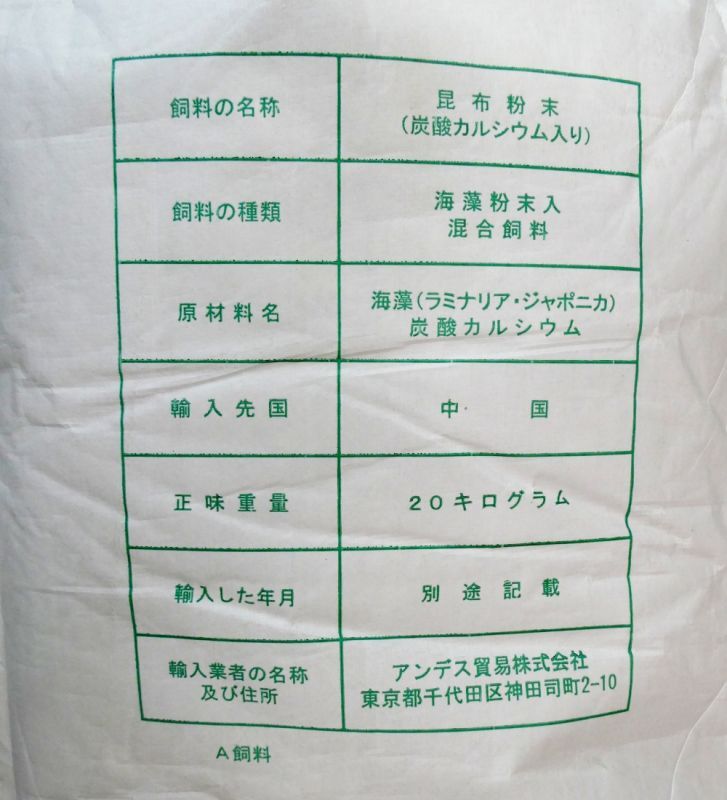 飼料の名称
昆布粉末
(炭酸カルシウム入り)
飼料の種類
海藻粉末入
混合飼料
原材料名
海藻(ラミナリア・ジャポニカ)
炭酸カルシウム
輸入先国
中国
正味重量
20キログラム
輸入した年月
別途記載
輸入業者の名称
及び住所
アンデス貿易株式会社
東京都千代田区神田司町2-10
A飼料